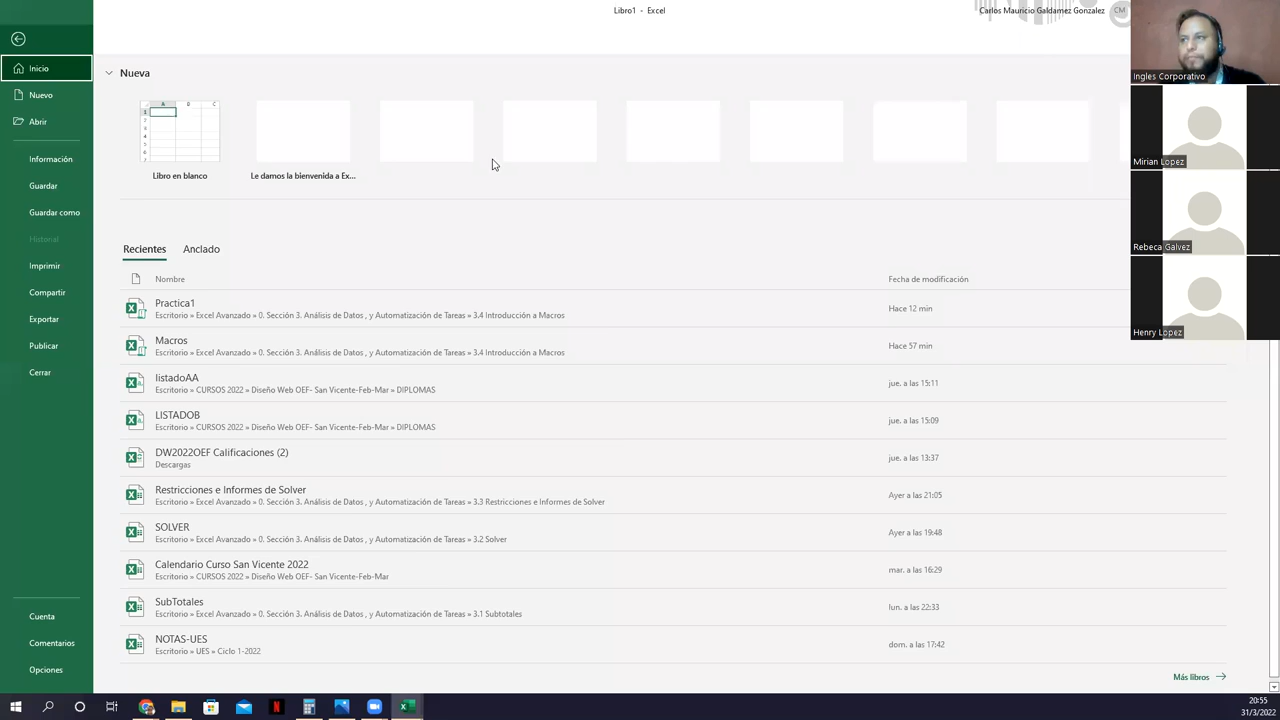 Libro1 - Excel
Carlos Mauricio Galdamez Gonzalez
CM
Inicio
Nuevo
Abrir
Información
Guardar
Guardar como
Historial
Imprimir
Compartir
Exportar
Publicar
Cerrar
Cuenta
Comentarios
Opciones
Nueva
A B C
1
2
3
4
5
6
7
Libro en blanco
Le damos la bienvenida a Ex...
Recientes Anclado
Nombre Fecha de modificación
Practica1
Escritorio » Excel Avanzado » 0. Sección 3. Análisis de Datos , y Automatización de Tareas » 3.4 Introducción a Macros
Hace 12 min
Macros
Escritorio » Excel Avanzado » 0. Sección 3. Análisis de Datos , y Automatización de Tareas » 3.4 Introducción a Macros
Hace 57 min
listadoAA
Escritorio » CURSOS 2022 » Diseño Web OEF- San Vicente-Feb-Mar » DIPLOMAS
jue. a las 15:11
LISTADOB
Escritorio » CURSOS 2022 » Diseño Web OEF- San Vicente-Feb-Mar » DIPLOMAS
jue. a las 15:09
DW2022OEF Calificaciones (2)
Descargas
jue. a las 13:37
Restricciones e Informes de Solver
Escritorio » Excel Avanzado » 0. Sección 3. Análisis de Datos , y Automatización de Tareas » 3.3 Restricciones e Informes de Solver
Ayer a las 21:05
SOLVER
Escritorio » Excel Avanzado » 0. Sección 3. Análisis de Datos , y Automatización de Tareas » 3.2 Solver
Ayer a las 19:48
Calendario Curso San Vicente 2022
Escritorio » CURSOS 2022 » Diseño Web OEF- San Vicente-Feb-Mar
mar. a las 16:29
SubTotales
Escritorio » Excel Avanzado » 0. Sección 3. Análisis de Datos , y Automatización de Tareas » 3.1 Subtotales
lun. a las 22:33
NOTAS-UES
Escritorio » UES » Ciclo 1-2022
dom. a las 17:42
Más libros
Ingles Corporativo
Mirian Lopez
Rebeca Galvez
Henry Lopez
20:55
31/3/2022